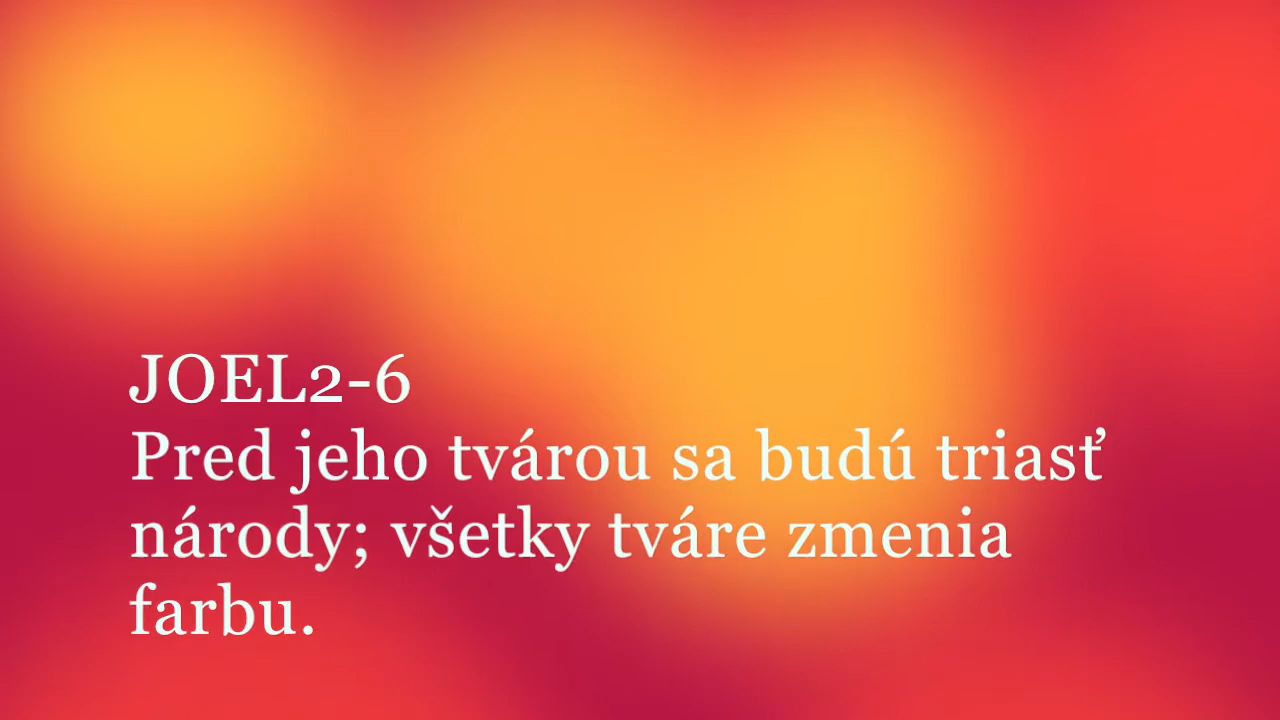 JOEL2-6
Pred jeho tvárou sa budú triasť
národy; všetky tváre zmenia
farbu.